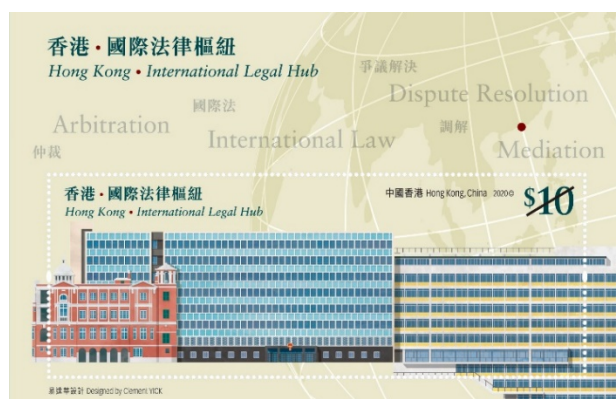 香港•國際法律樞紐
Hong Kong • International Legal Hub
爭議解決
Dispute Resolution
國際法
Arbitration
International Law
調解
仲裁
Mediation
香港•國際法律樞紐
Hong Kong • International Legal Hub
中國香港 Hong Kong, China 2020©
$10
Designed by Clement YICK